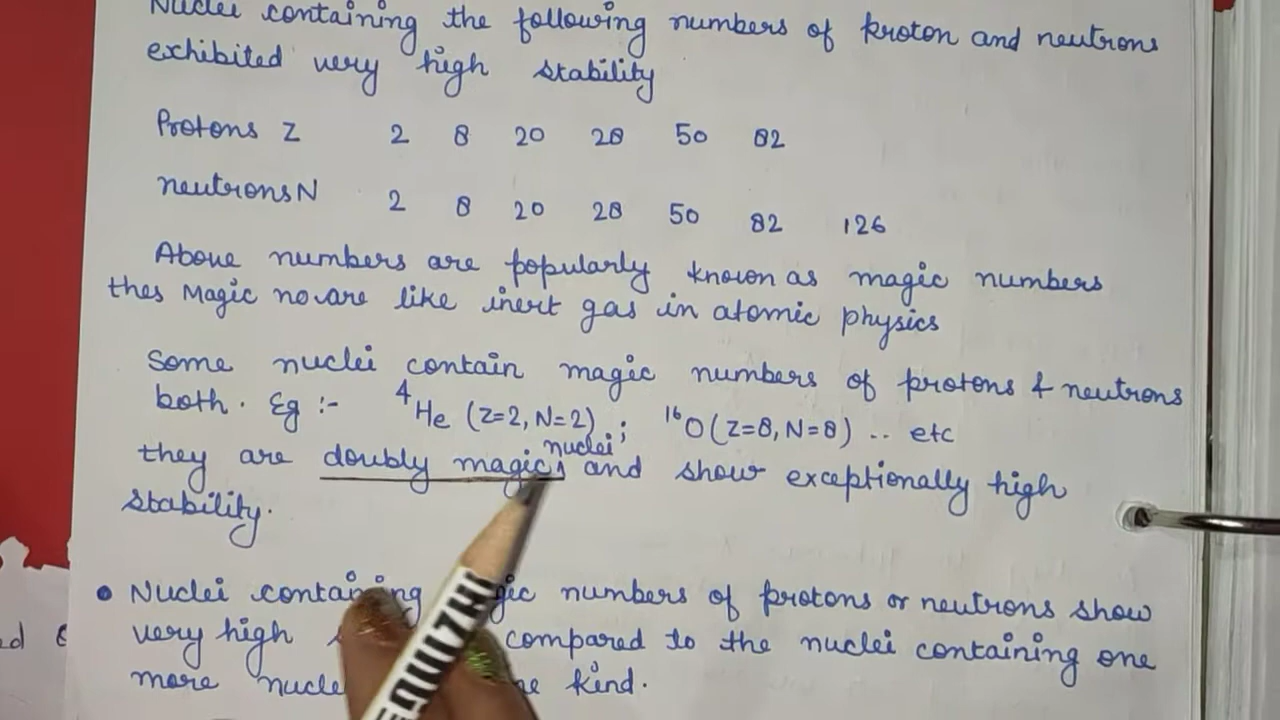 Nuclei containing the following numbers of proton and neutrons
exhibited very high stability
Protons Z 2 8 20 28 50 82
neutrons N 2 8 20 28 50 82 126
Above numbers are popularly known as magic numbers
thes Magic no. are like inert gas in atomic physics
Some nuclei contain magic numbers of protons & neutrons
both. Eg :- ⁴He (Z=2, N=2) ; ¹⁶O (Z=8, N=8) .. etc
they are doubly magic nuclei and show exceptionally high
stability.
• Nuclei containing numbers of protons or neutrons show
very high compared to the nuclei containing one
more kind.